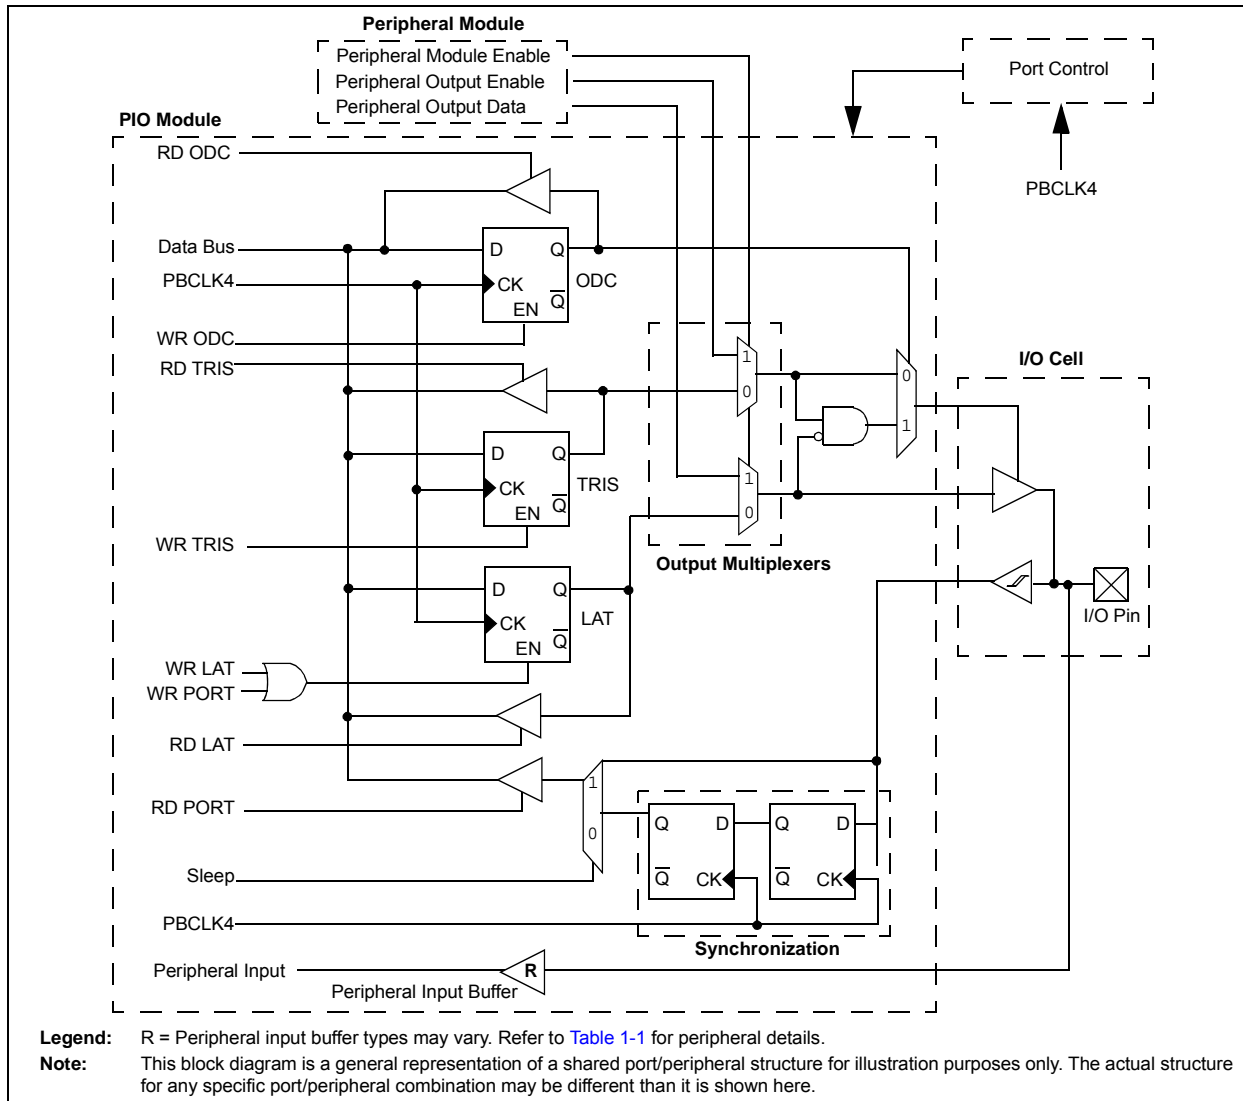 Peripheral Module
Peripheral Module Enable
Peripheral Output Enable
Peripheral Output Data
Port Control
PBCLK4
PIO Module
RD ODC
Data Bus
D Q
PBCLK4
CK
ODC
EN Q
WR ODC
RD TRIS
1
0
I/O Cell
0
1
D Q
CK
TRIS
EN Q
WR TRIS
1
0
Output Multiplexers
D Q
CK
LAT
EN Q
I/O Pin
WR LAT
WR PORT
RD LAT
RD PORT
1
0
Q D Q D
Q CK Q CK
Sleep
PBCLK4
Synchronization
Peripheral Input
R
Peripheral Input Buffer
Legend: R = Peripheral input buffer types may vary. Refer to Table 1-1 for peripheral details.
Note: This block diagram is a general representation of a shared port/peripheral structure for illustration purposes only. The actual structure
for any specific port/peripheral combination may be different than it is shown here.